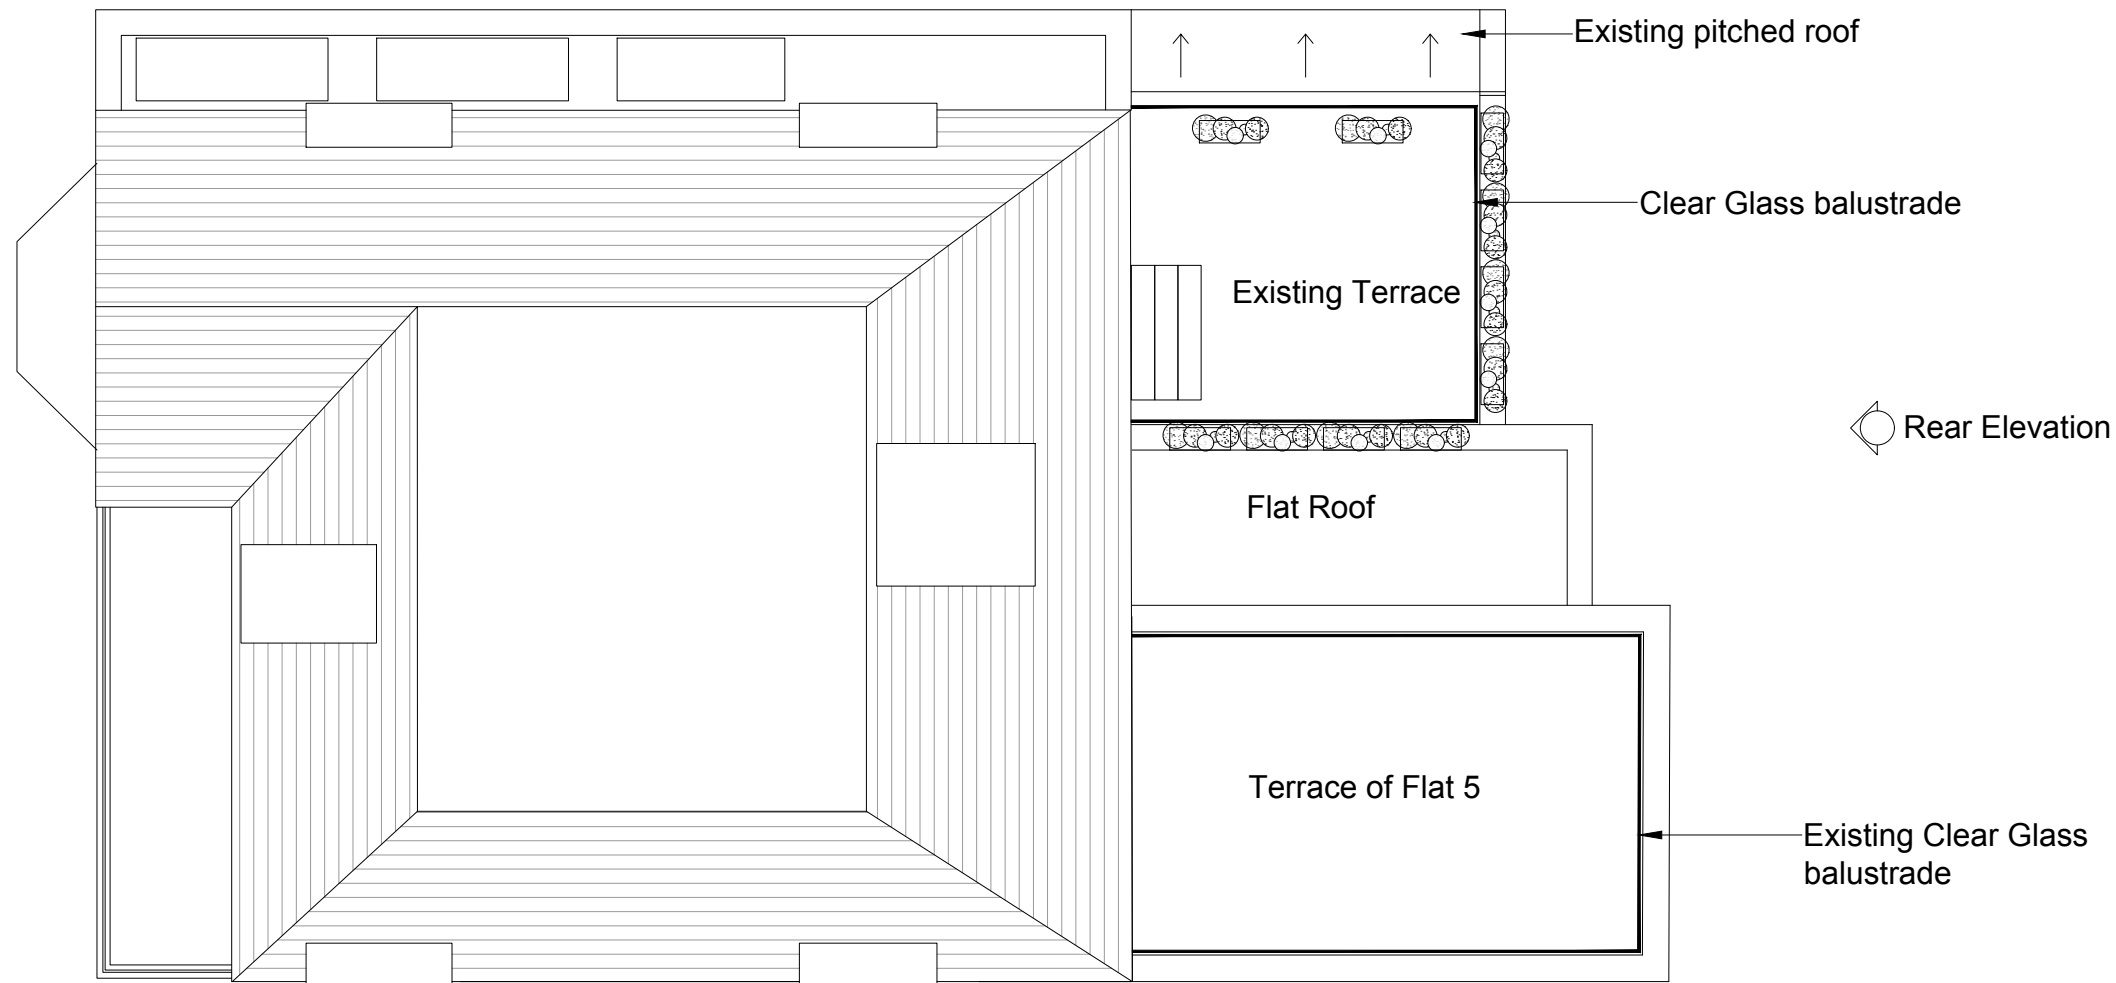 Existing pitched roof
Clear Glass balustrade
Existing Terrace
Rear Elevation
Flat Roof
Terrace of Flat 5
Existing Clear Glass
balustrade